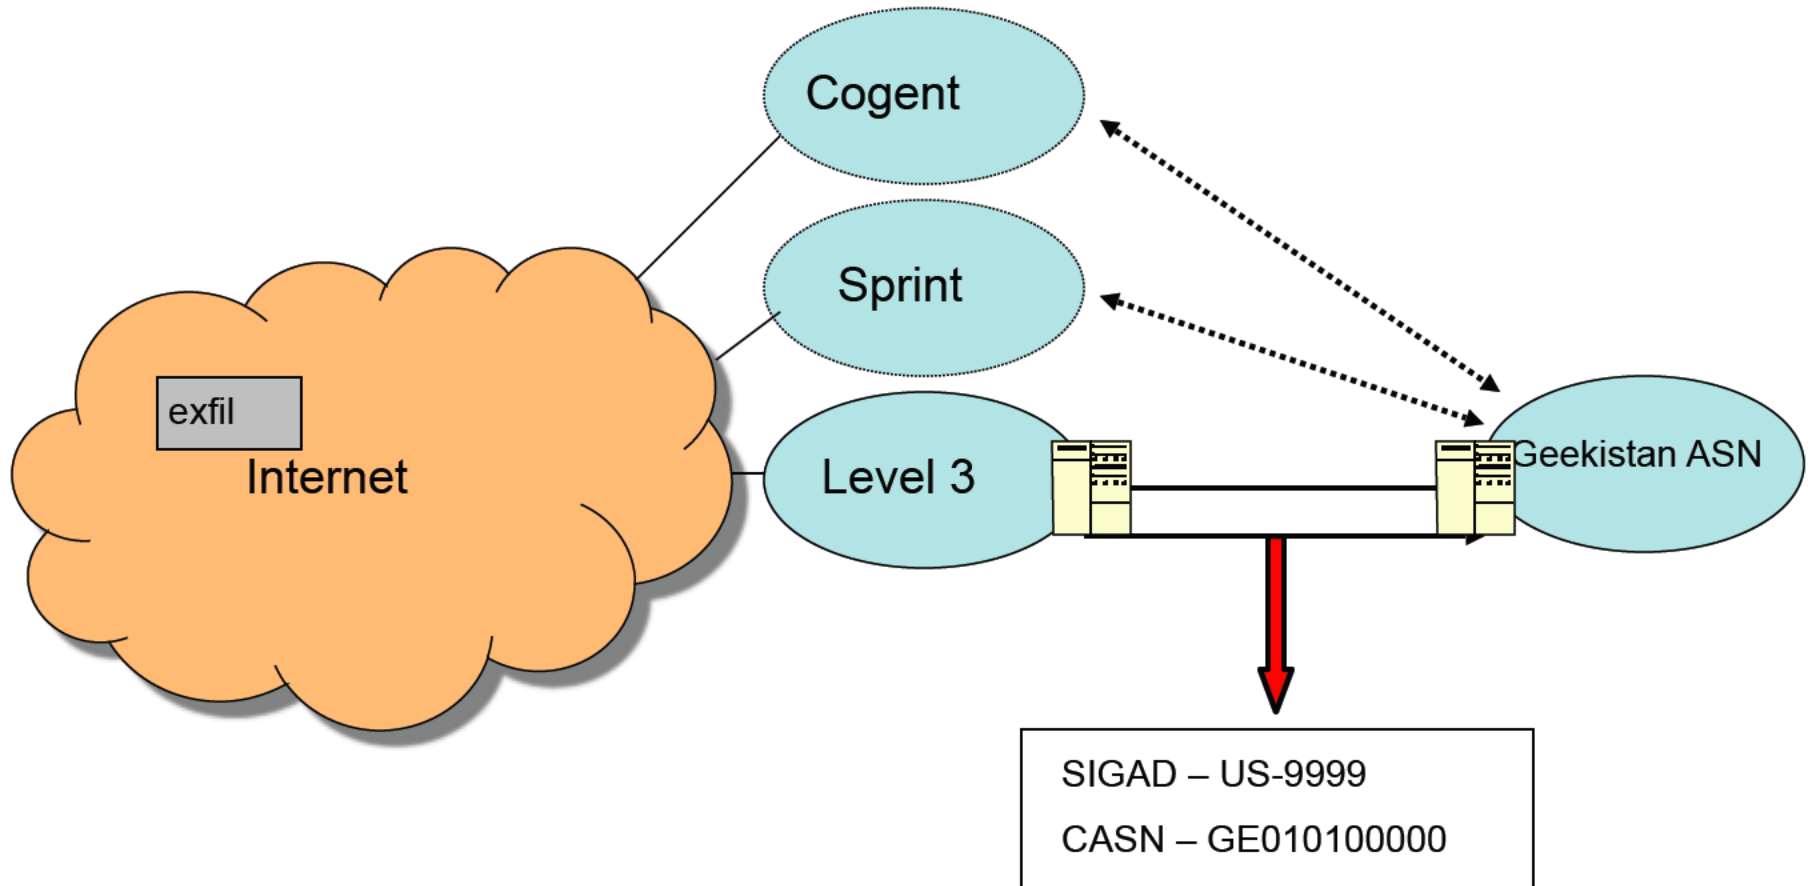 Cogent
Sprint
exfil
Internet
Level 3
Geekistan ASN
SIGAD – US-9999
CASN – GE010100000